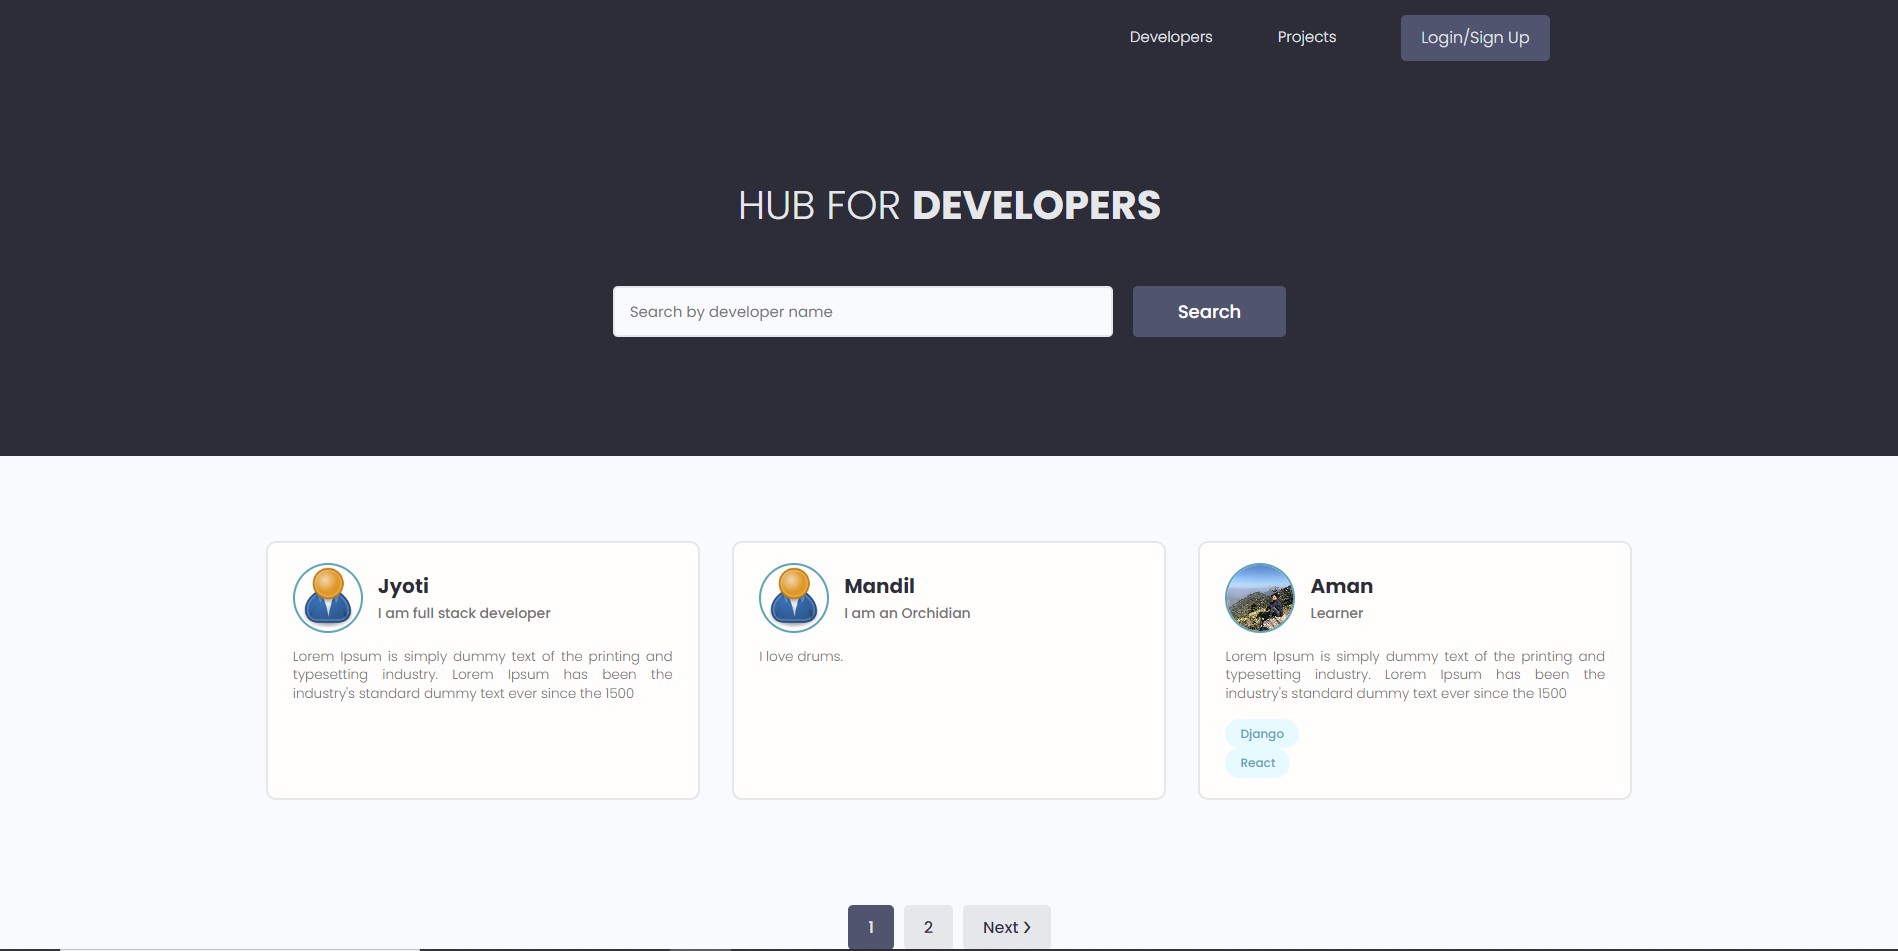 Developers Projects Login/Sign Up
HUB FOR DEVELOPERS
Search by developer name Search
Jyoti
I am full stack developer
Lorem Ipsum is simply dummy text of the printing and
typesetting industry. Lorem Ipsum has been the
industry's standard dummy text ever since the 1500
Mandil
I am an Orchidian
I love drums.
Aman
Learner
Lorem Ipsum is simply dummy text of the printing and
typesetting industry. Lorem Ipsum has been the
industry's standard dummy text ever since the 1500
Django
React
1 2 Next ❯